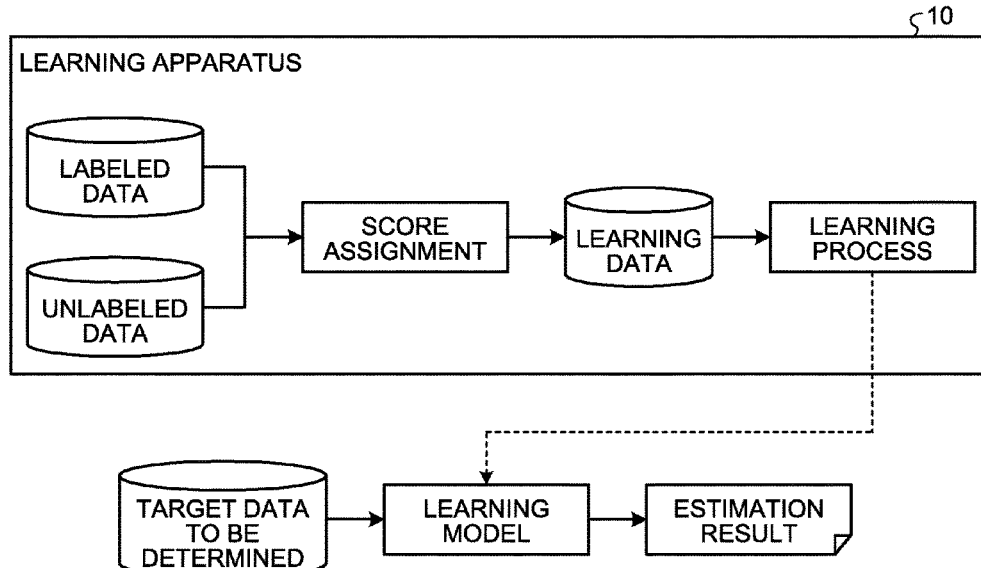 10
LEARNING APPARATUS
LABELED
DATA
UNLABELED
DATA
SCORE
ASSIGNMENT
LEARNING
DATA
LEARNING
PROCESS
TARGET DATA
TO BE
DETERMINED
LEARNING
MODEL
ESTIMATION
RESULT